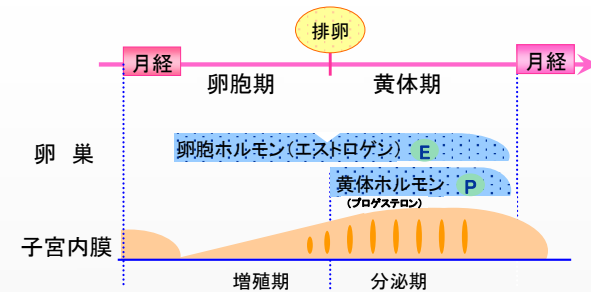 排卵
月経
月経
卵胞期
黄体期
卵 巣
卵胞ホルモン(エストロゲン) E
黄体ホルモン P
(プロゲステロン)
子宮内膜
増殖期
分泌期